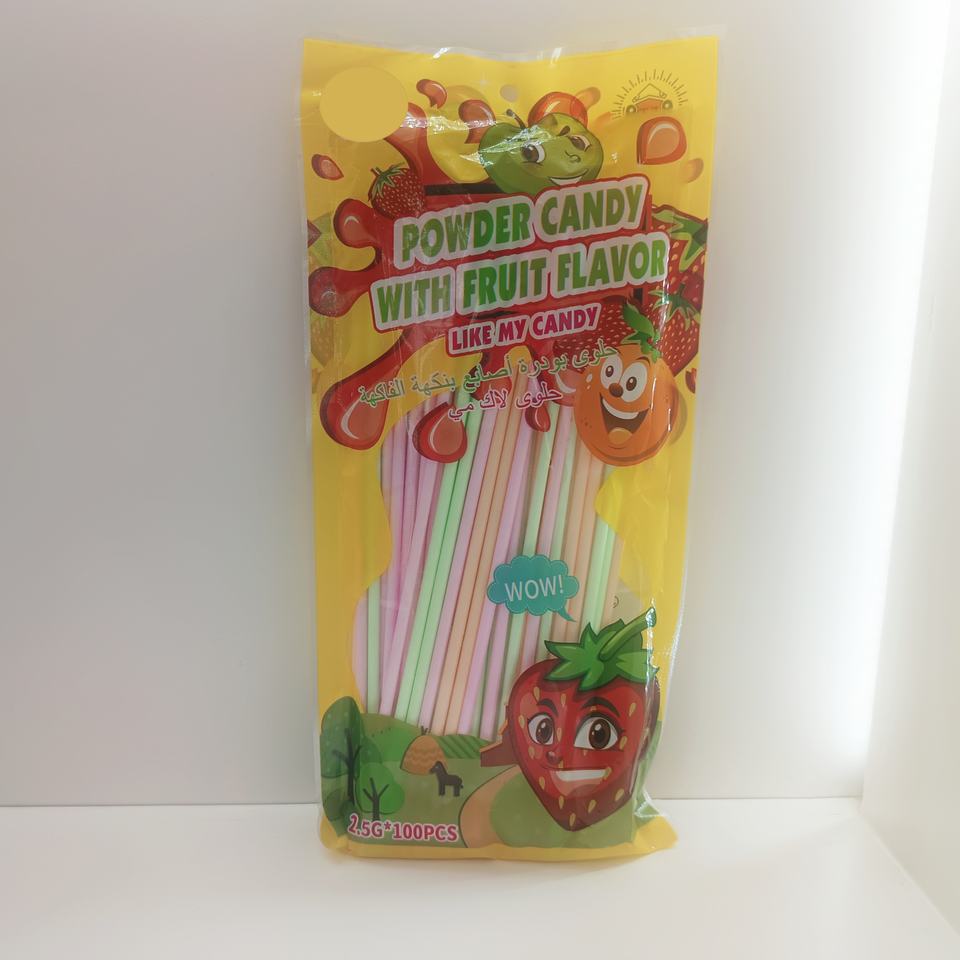 POWDER CANDY
WITH FRUIT FLAVOR
LIKE MY CANDY
حلوى بودرة أصابع بنكهة الفاكهة
حلوى لاك مي
WOW!
2.5G*100PCS